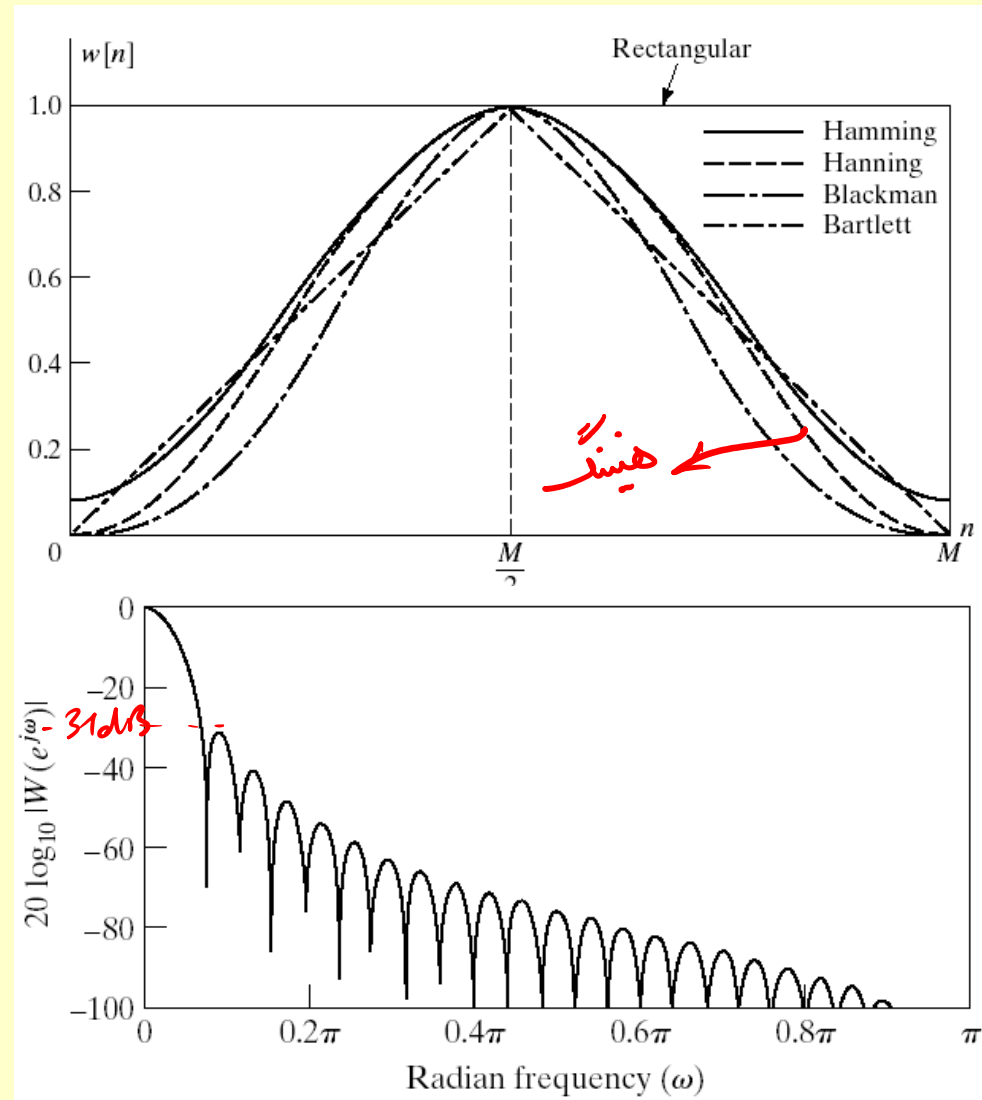 w[n]
Rectangular
1.0
Hamming
Hanning
Blackman
Bartlett
0.8
0.6
0.4
0.2
هنینگ
0
M
2
M
n
0
–20
- 31dB
–40
–60
–80
–100
20 log₁₀ |W(e^{jω})|
0
0.2π
0.4π
0.6π
0.8π
π
Radian frequency (ω)